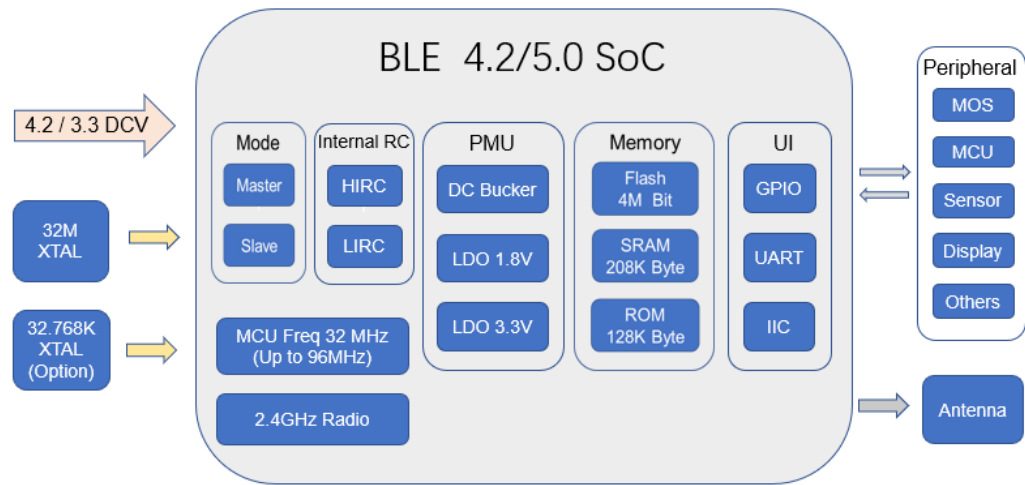 BLE 4.2/5.0 SoC
4.2 / 3.3 DCV
32M
XTAL
32.768K
XTAL
(Option)
Mode
Master
Slave
Internal RC
HIRC
LIRC
MCU Freq 32 MHz
(Up to 96MHz)
2.4GHz Radio
PMU
DC Bucker
LDO 1.8V
LDO 3.3V
Memory
Flash
4M Bit
SRAM
208K Byte
ROM
128K Byte
UI
GPIO
UART
IIC
Peripheral
MOS
MCU
Sensor
Display
Others
Antenna